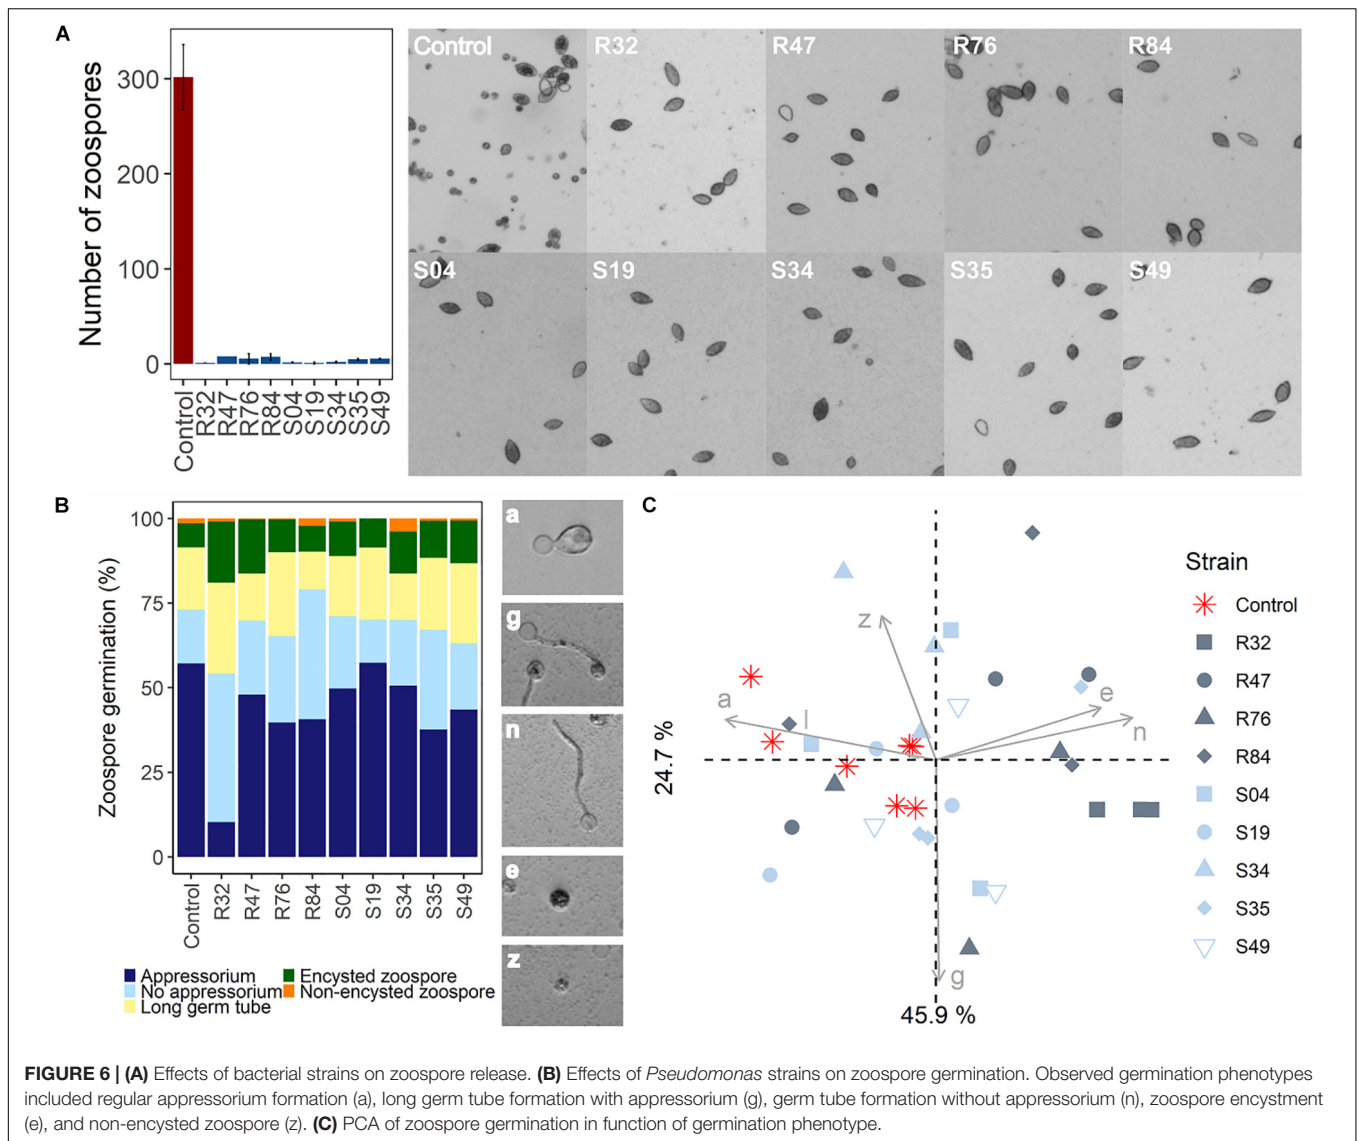 A
Number of zoospores
300
200
100
0
Control
R32
R47
R76
R84
S04
S19
S34
S35
S49
Control
R32
R47
R76
R84
S04
S19
S34
S35
S49
B
Zoospore germination (%)
100
75
50
25
0
Control
R32
R47
R76
R84
S04
S19
S34
S35
S49
Appressorium
No appressorium
Long germ tube
Encysted zoospore
Non-encysted zoospore
a
g
n
e
z
C
24.7 %
45.9 %
z
a
l
e
n
g
Strain
Control
R32
R47
R76
R84
S04
S19
S34
S35
S49
FIGURE 6 | (A) Effects of bacterial strains on zoospore release. (B) Effects of Pseudomonas strains on zoospore germination. Observed germination phenotypes
included regular appressorium formation (a), long germ tube formation with appressorium (g), germ tube formation without appressorium (n), zoospore encystment
(e), and non-encysted zoospore (z). (C) PCA of zoospore germination in function of germination phenotype.